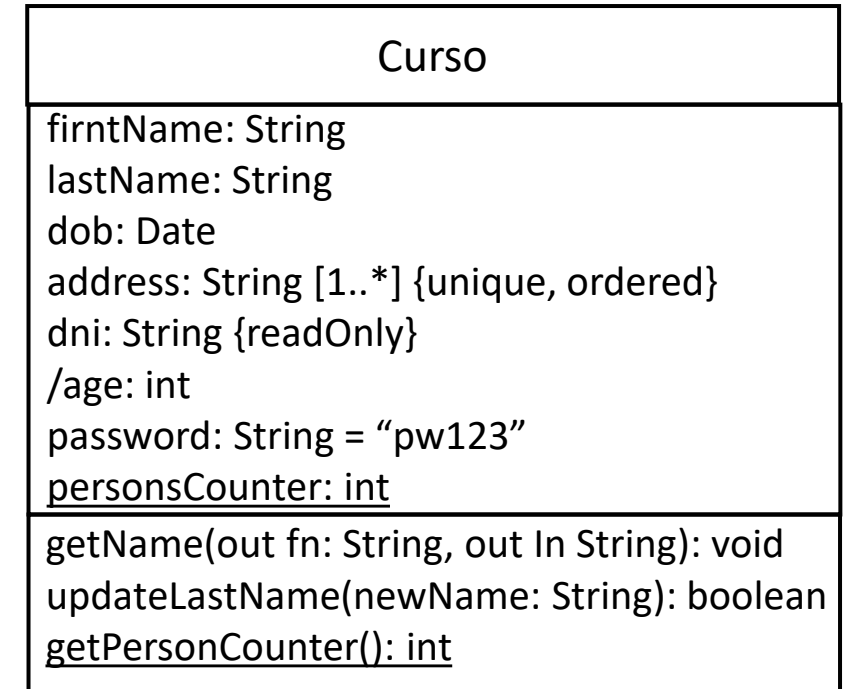 Curso
firntName: String
lastName: String
dob: Date
address: String [1..*] {unique, ordered}
dni: String {readOnly}
/age: int
password: String = “pw123”
personsCounter: int
getName(out fn: String, out In String): void
updateLastName(newName: String): boolean
getPersonCounter(): int